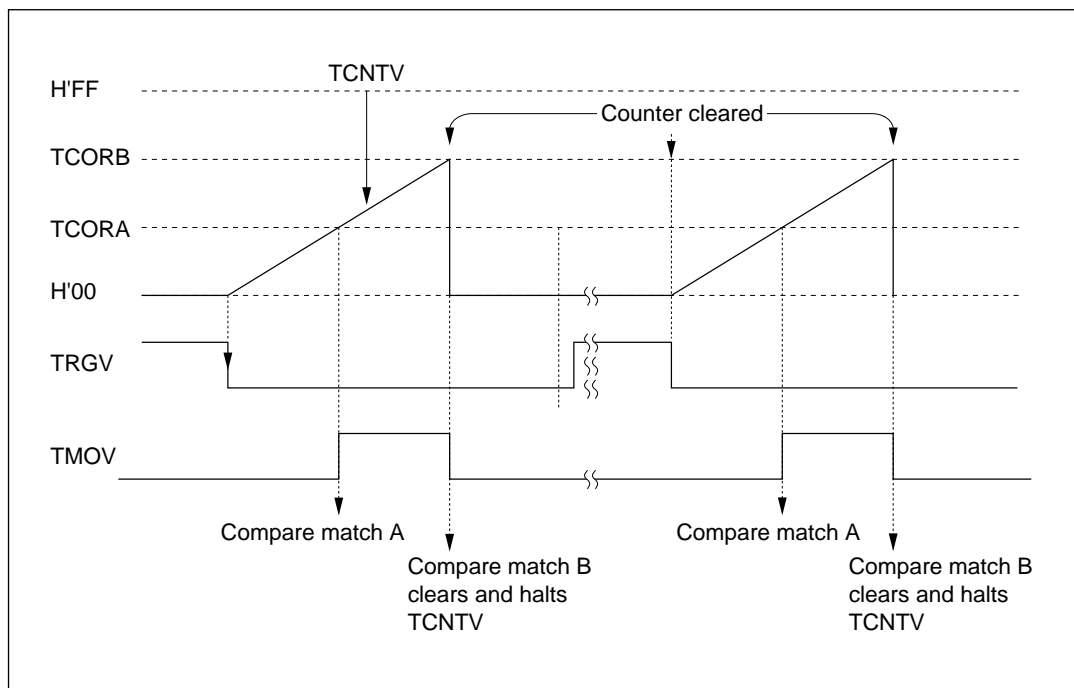 TCNTV
H'FF
Counter cleared
TCORB
TCORA
H'00
TRGV
TMOV
Compare match A
Compare match B
clears and halts
TCNTV
Compare match A
Compare match B
clears and halts
TCNTV